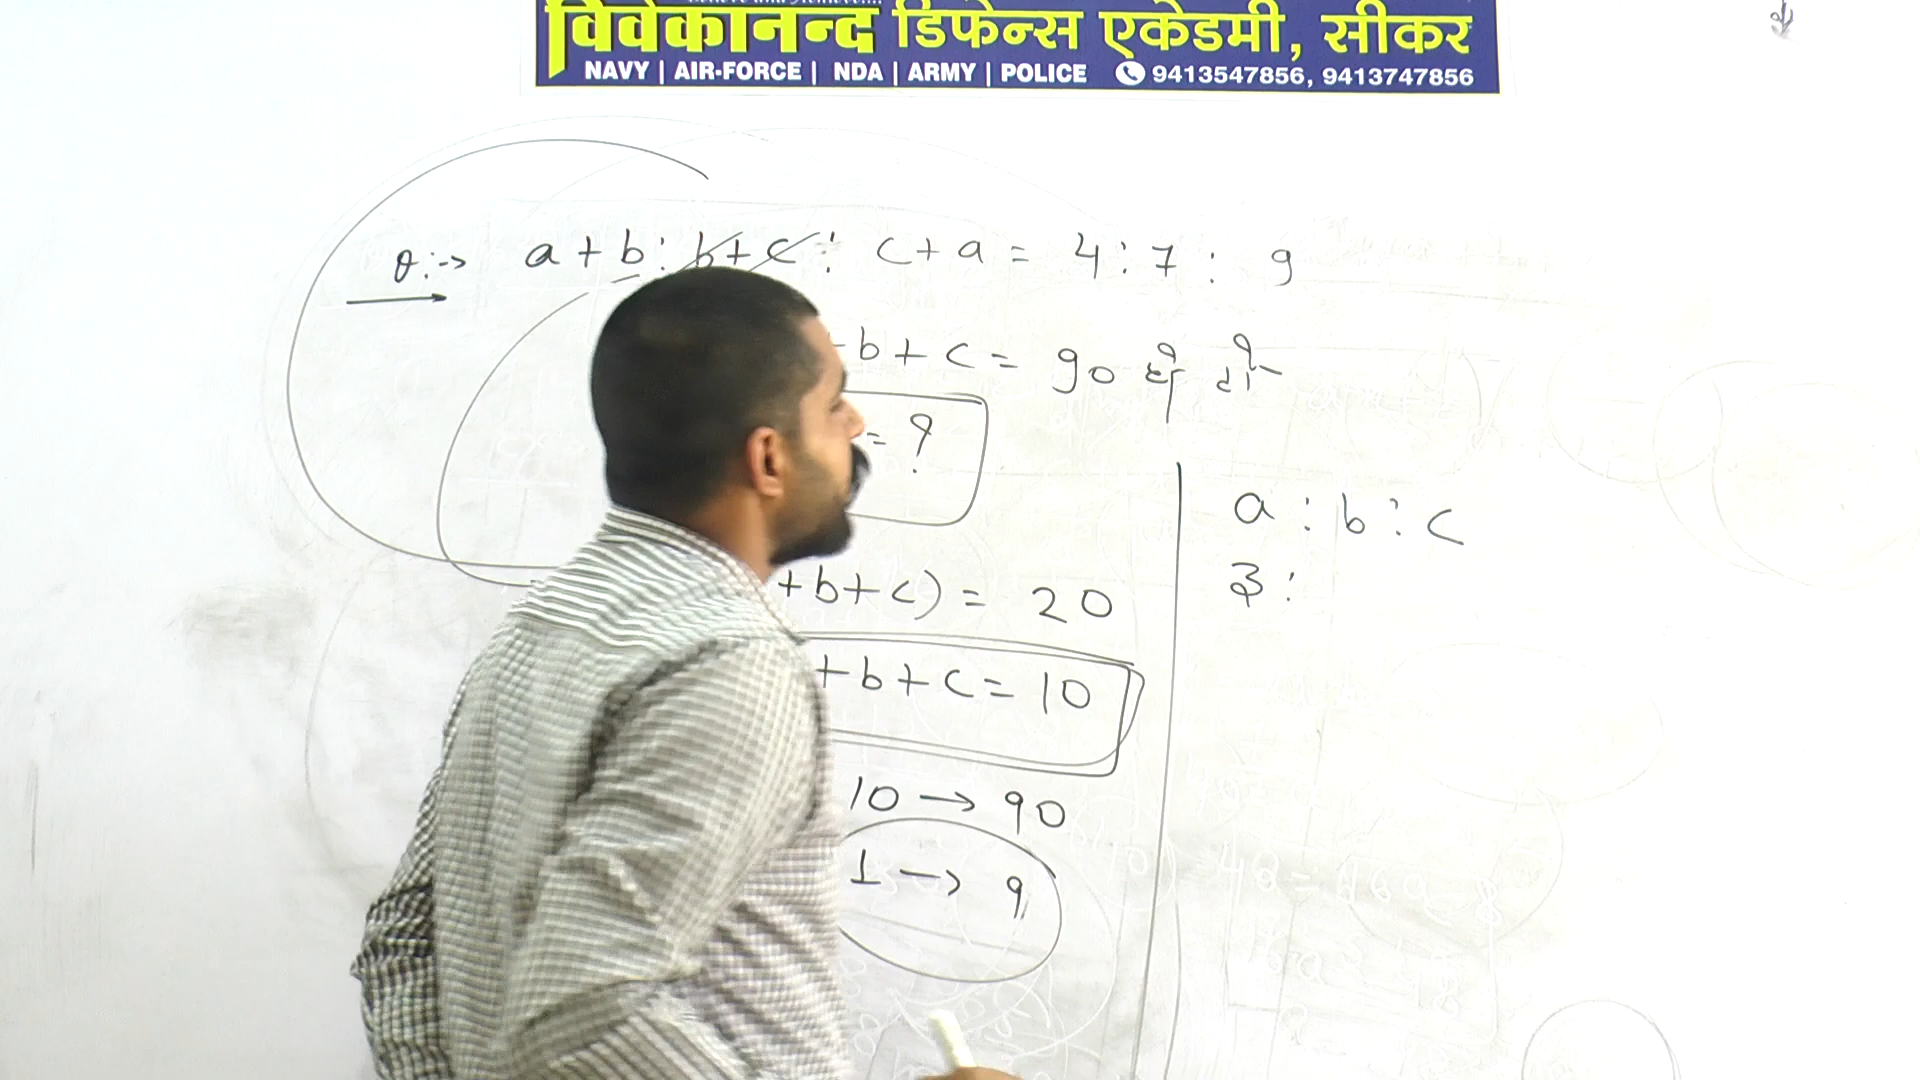 विवेकानन्द डिफेन्स एकेडमी, सीकर
NAVY | AIR-FORCE | NDA | ARMY | POLICE 9413547856, 9413747856
Q:→ a+b : b+c : c+a = 4 : 7 : 9
+b+c = 90 है तो
= ?
+b+c) = 20
+b+c = 10
10 → 90
1 → 9
a : b : c
3 :